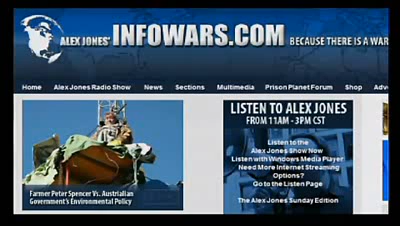 ALEX JONES' INFOWARS.COM BECAUSE THERE IS A WAR
Home Alex Jones Radio Show News Sections Multimedia Prison Planet Forum Shop Adv
LISTEN TO ALEX JONES
FROM 11AM - 3PM CST
Listen to the
Alex Jones Show Now
Listen with Windows Media Player
Need More Internet Streaming
Options?
Go to the Listen Page
The Alex Jones Sunday Edition
Farmer Peter Spencer Vs. Austrialian
Government's Environmental Policy